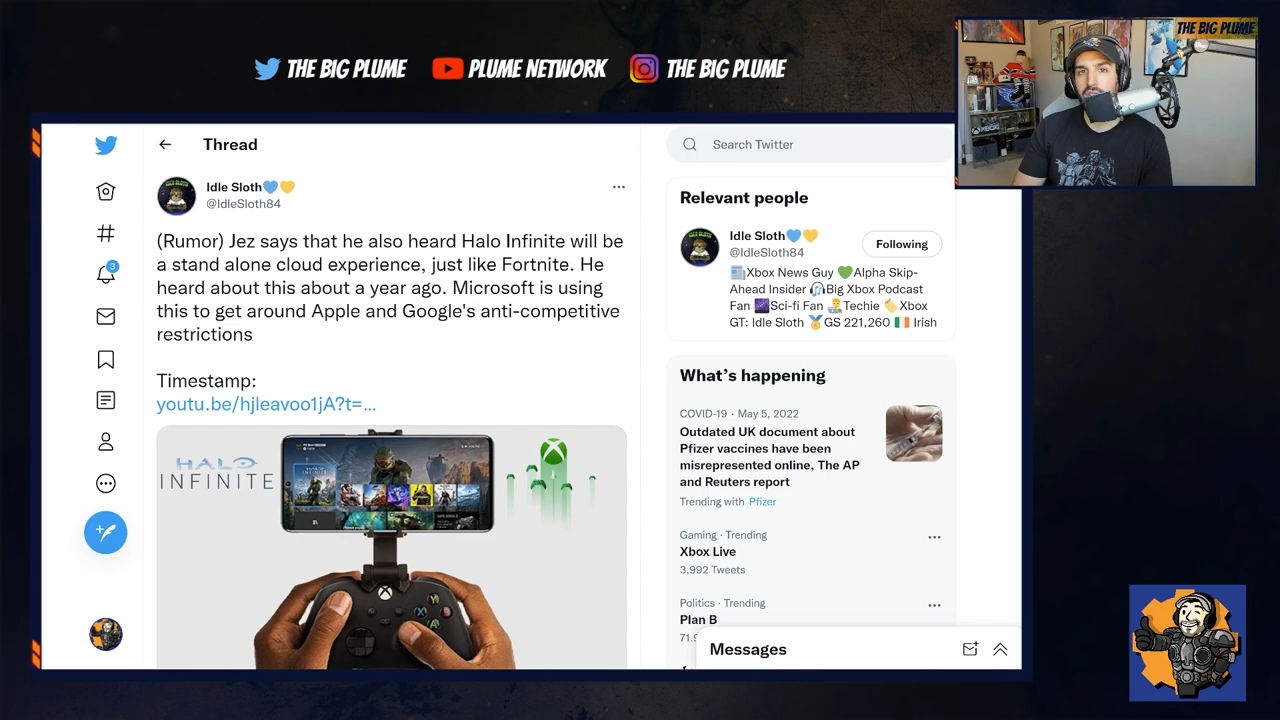 THE BIG PLUME
PLUME NETWORK
THE BIG PLUME
THE BIG PLUME
Thread
Search Twitter
Idle Sloth💙💛
@IdleSloth84
(Rumor) Jez says that he also heard Halo Infinite will be
a stand alone cloud experience, just like Fortnite. He
heard about this about a year ago. Microsoft is using
this to get around Apple and Google's anti-competitive
restrictions
Timestamp:
youtu.be/hjleavoo1jA?t=...
HALO
INFINITE
3
Relevant people
Idle Sloth💙💛
@IdleSloth84
Following
📰Xbox News Guy 💚Alpha Skip-
Ahead Insider 🎧Big Xbox Podcast
Fan 🌌Sci-fi Fan 👨‍💻Techie 🏷️Xbox
GT: Idle Sloth 🏅GS 221,260 🇮🇪 Irish
What's happening
COVID-19 · May 5, 2022
Outdated UK document about
Pfizer vaccines have been
misrepresented online, The AP
and Reuters report
Trending with Pfizer
Gaming · Trending
Xbox Live
3,992 Tweets
Politics · Trending
Plan B
Messages